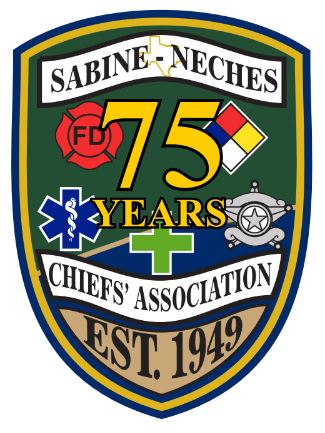 SABINE - NECHES
FD
75
YEARS
CHIEFS' ASSOCIATION
EST. 1949